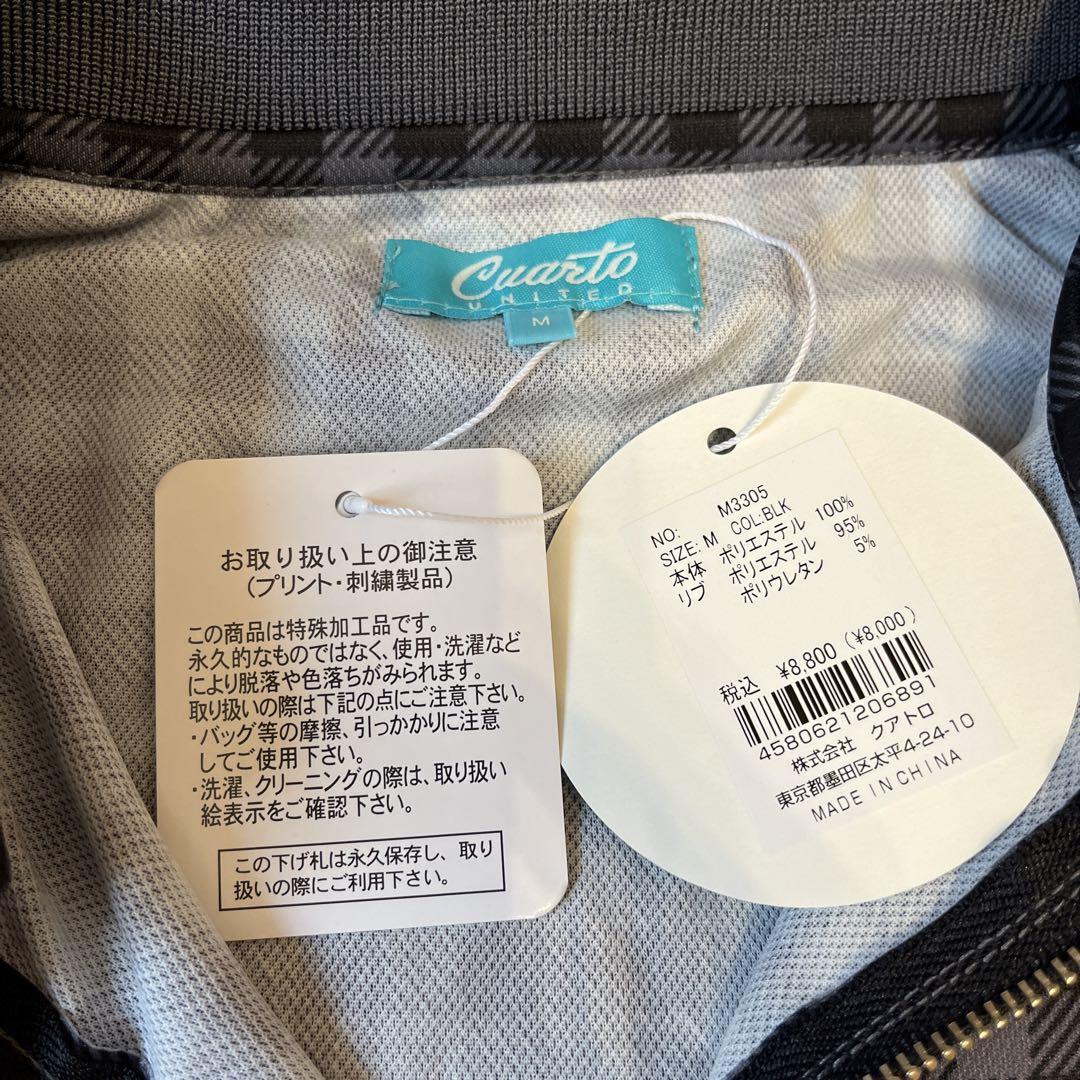 Cuarto
UNITED
M
お取り扱い上の御注意
(プリント・刺繍製品)
この商品は特殊加工品です。
永久的なものではなく、使用・洗濯など
により脱落や色落ちがみられます。
取り扱いの際は下記の点にご注意下さい。
・バッグ等の摩擦、引っかかりに注意
してご使用下さい。
・洗濯、クリーニングの際は、取り扱い
絵表示をご確認下さい。
この下げ札は永久保存し、取り
扱いの際にご利用下さい。
NO: M3305
SIZE: M COL:BLK
本体 ポリエステル 100%
リブ ポリエステル 95%
ポリウレタン 5%
税込 ¥8,800 (¥8,000)
4580621206891
株式会社 クアトロ
東京都墨田区太平4-24-10
MADE IN CHINA